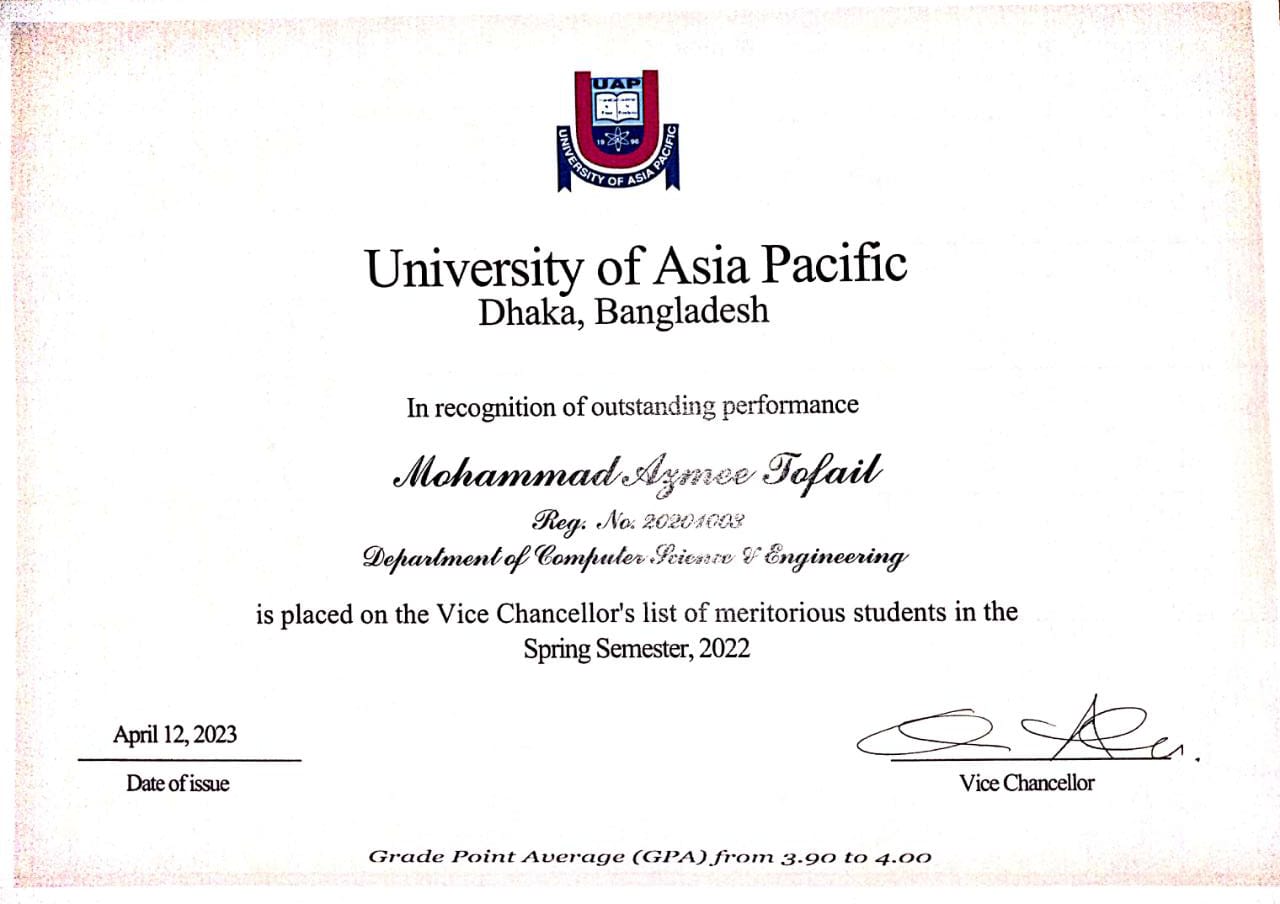 UAP
19 96
UNIVERSITY OF ASIA PACIFIC
University of Asia Pacific
Dhaka, Bangladesh
In recognition of outstanding performance
Mohammad Azmee Tofail
Reg. No. 20201003
Department of Computer Science & Engineering
is placed on the Vice Chancellor's list of meritorious students in the
Spring Semester, 2022
April 12, 2023
Date of issue
Vice Chancellor
Grade Point Average (GPA) from 3.90 to 4.00